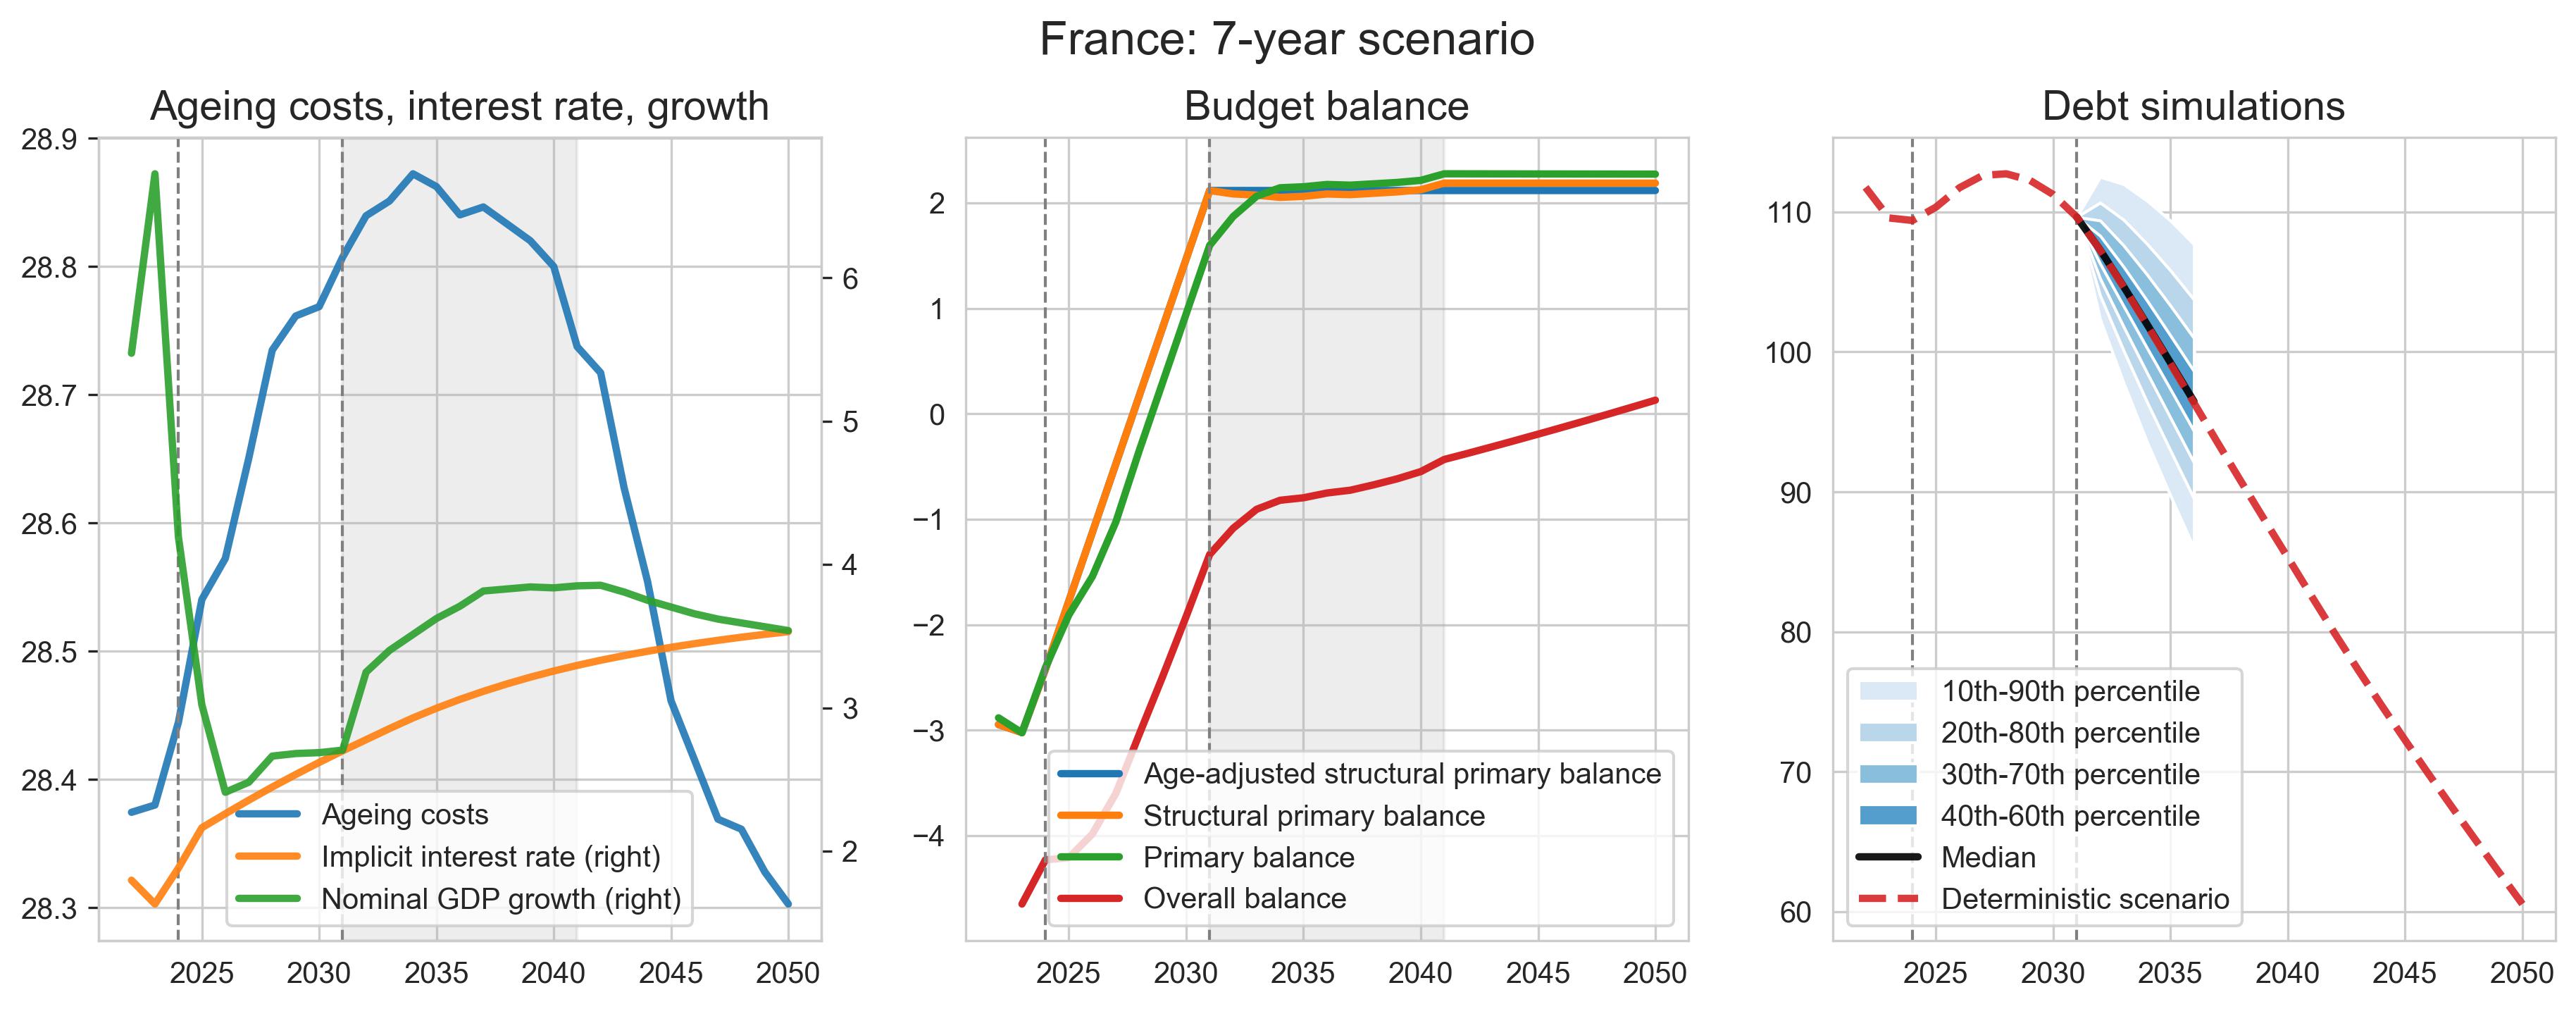 France: 7-year scenario
Ageing costs, interest rate, growth
28.9
28.8
28.7
28.6
28.5
28.4
28.3
6
5
4
3
2
2025 2030 2035 2040 2045 2050
Ageing costs
Implicit interest rate (right)
Nominal GDP growth (right)
Budget balance
2
1
0
−1
−2
−3
−4
2025 2030 2035 2040 2045 2050
Age-adjusted structural primary balance
Structural primary balance
Primary balance
Overall balance
Debt simulations
110
100
90
80
70
60
2025 2030 2035 2040 2045 2050
10th-90th percentile
20th-80th percentile
30th-70th percentile
40th-60th percentile
Median
Deterministic scenario